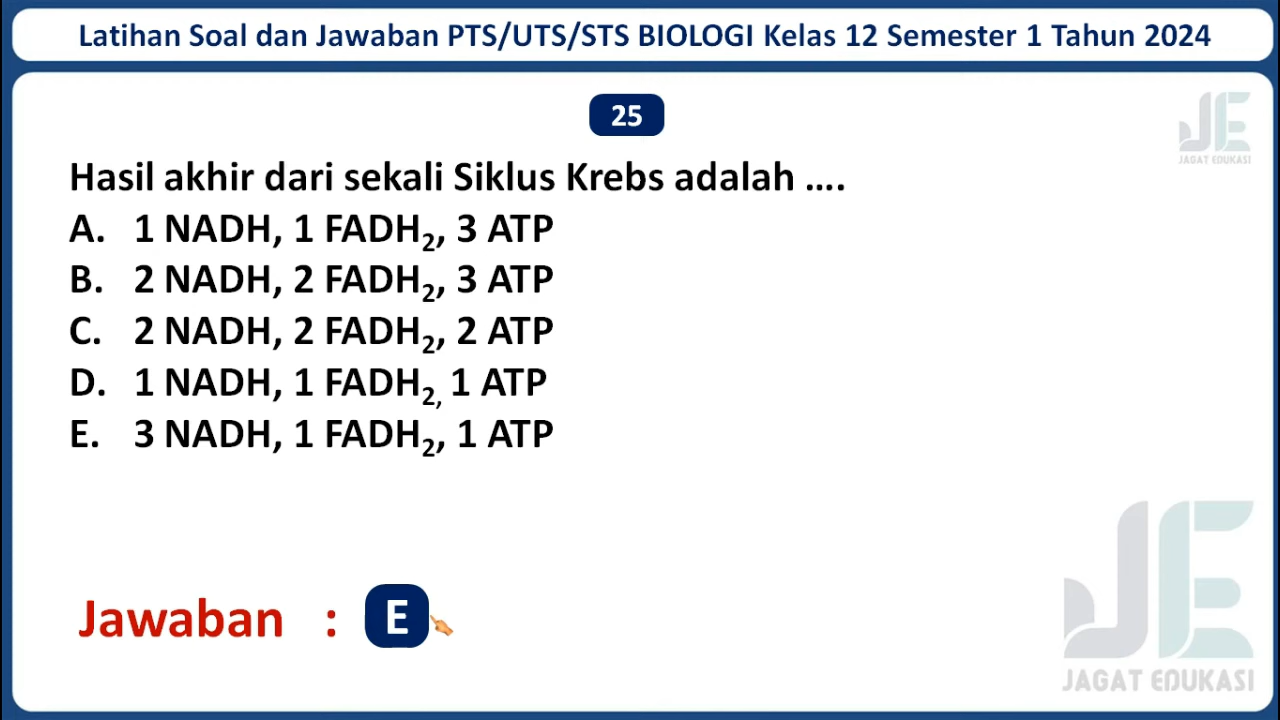 Latihan Soal dan Jawaban PTS/UTS/STS BIOLOGI Kelas 12 Semester 1 Tahun 2024
25
JE
JAGAT EDUKASI
Hasil akhir dari sekali Siklus Krebs adalah ....
A. 1 NADH, 1 FADH₂, 3 ATP
B. 2 NADH, 2 FADH₂, 3 ATP
C. 2 NADH, 2 FADH₂, 2 ATP
D. 1 NADH, 1 FADH₂, 1 ATP
E. 3 NADH, 1 FADH₂, 1 ATP
Jawaban : E
JE
JAGAT EDUKASI